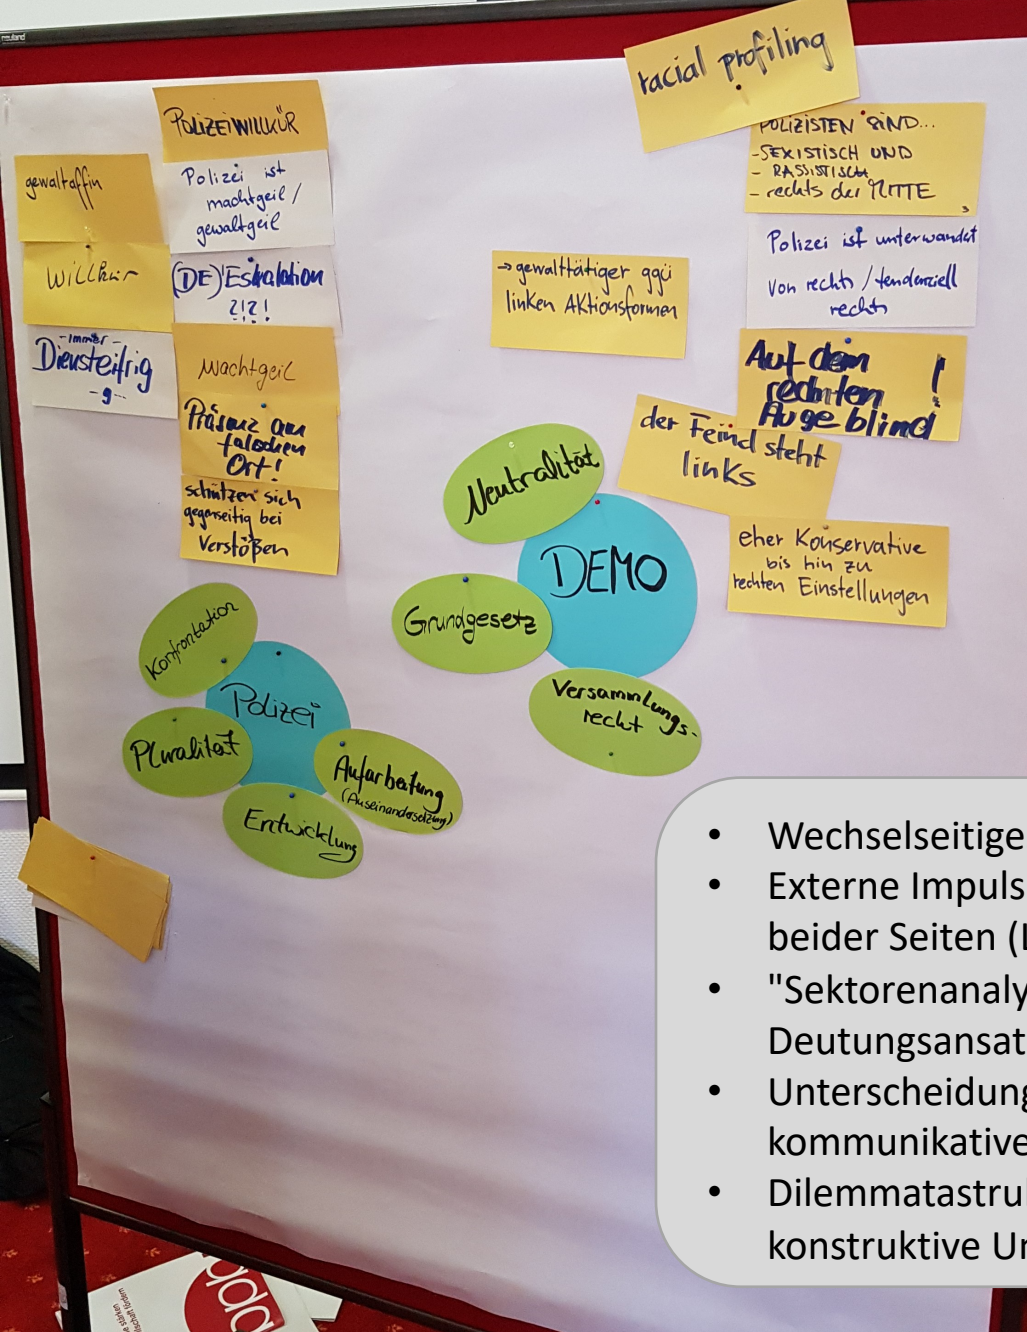 neuland
racial profiling
POLIZEIWILLKÜR
gewaltaffin
Polizei ist
machtgeil /
gewaltgeil
Willkür
(DE)'Eskalation
?!?!
- immer -
Diensteifrig
Machtgeil
Präsenz am
falschen
Ort!
schützen sich
gegenseitig bei
Verstößen
→ gewalttätiger ggü
linken AKtionsformen
POLIZISTEN SIND...
- SEXISTISCH UND
- RASSISTISCH
- rechts der MITTE
Polizei ist unterwandert
von rechts / tendenziell
rechts
Auf dem
rechten
Auge blind !
der Feind steht
links
eher Konservative
bis hin zu
rechten Einstellungen
Neutralität
DEMO
Grundgesetz
Versammlungs-
recht
Konfrontation
Polizei
Pluralität
Aufarbeitung
(Auseinandersetzung)
Entwicklung
• Wechselseitige
• Externe Impuls
beider Seiten (
• "Sektorenanaly
Deutungsansat
• Unterscheidung
kommunikative
• Dilemmatastru
konstruktive